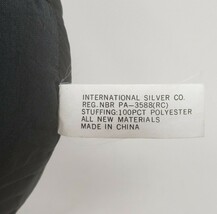 INTERNATIONAL SILVER CO.
REG.NBR PA-3588(RC)
STUFFING:100PCT POLYESTER
ALL NEW MATERIALS
MADE IN CHINA